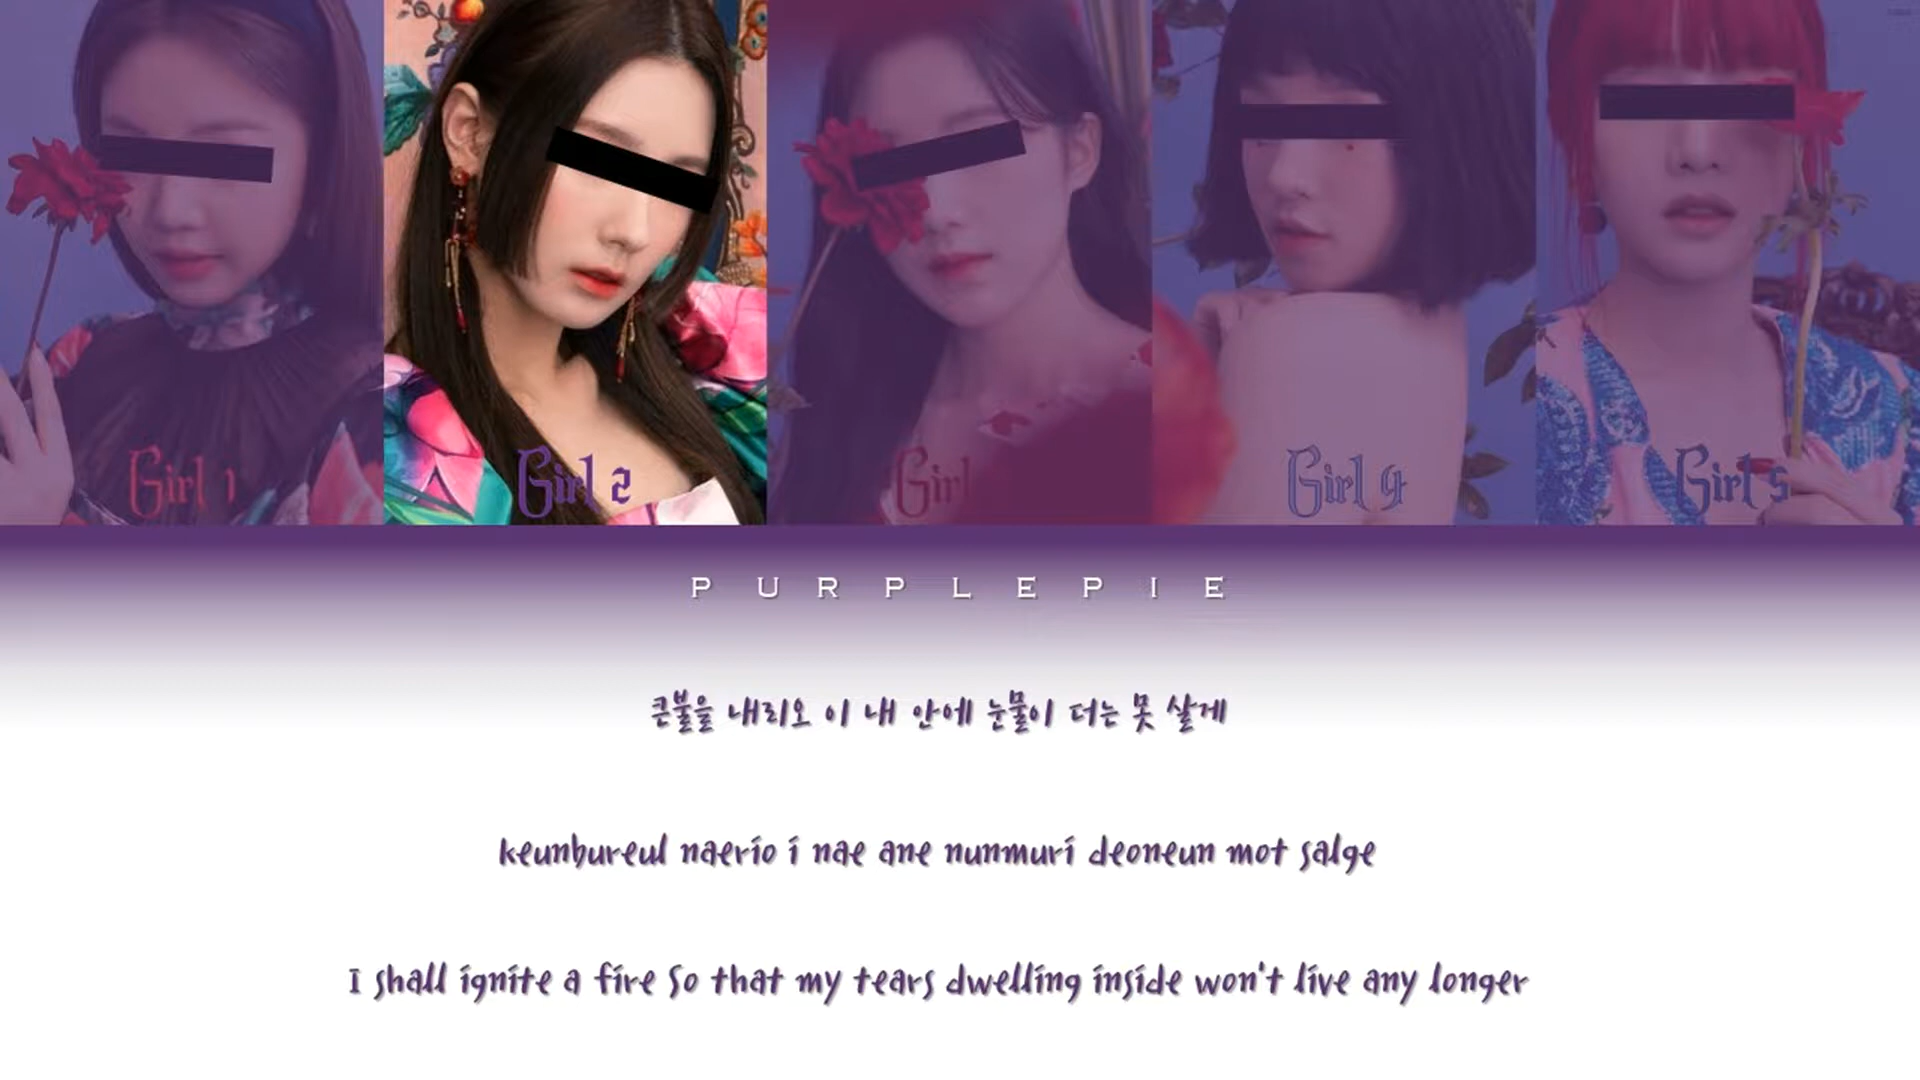 Girl 1
Girl 2
Girl
Girl 4
Girl 5
PURPLEPIE
큰불을 내리오 이 내 안에 눈물이 더는 못 살게
keunbureul naerio i nae ane nunmuri deoneun mot salge
I shall ignite a fire So that my tears dwelling inside won't live any longer